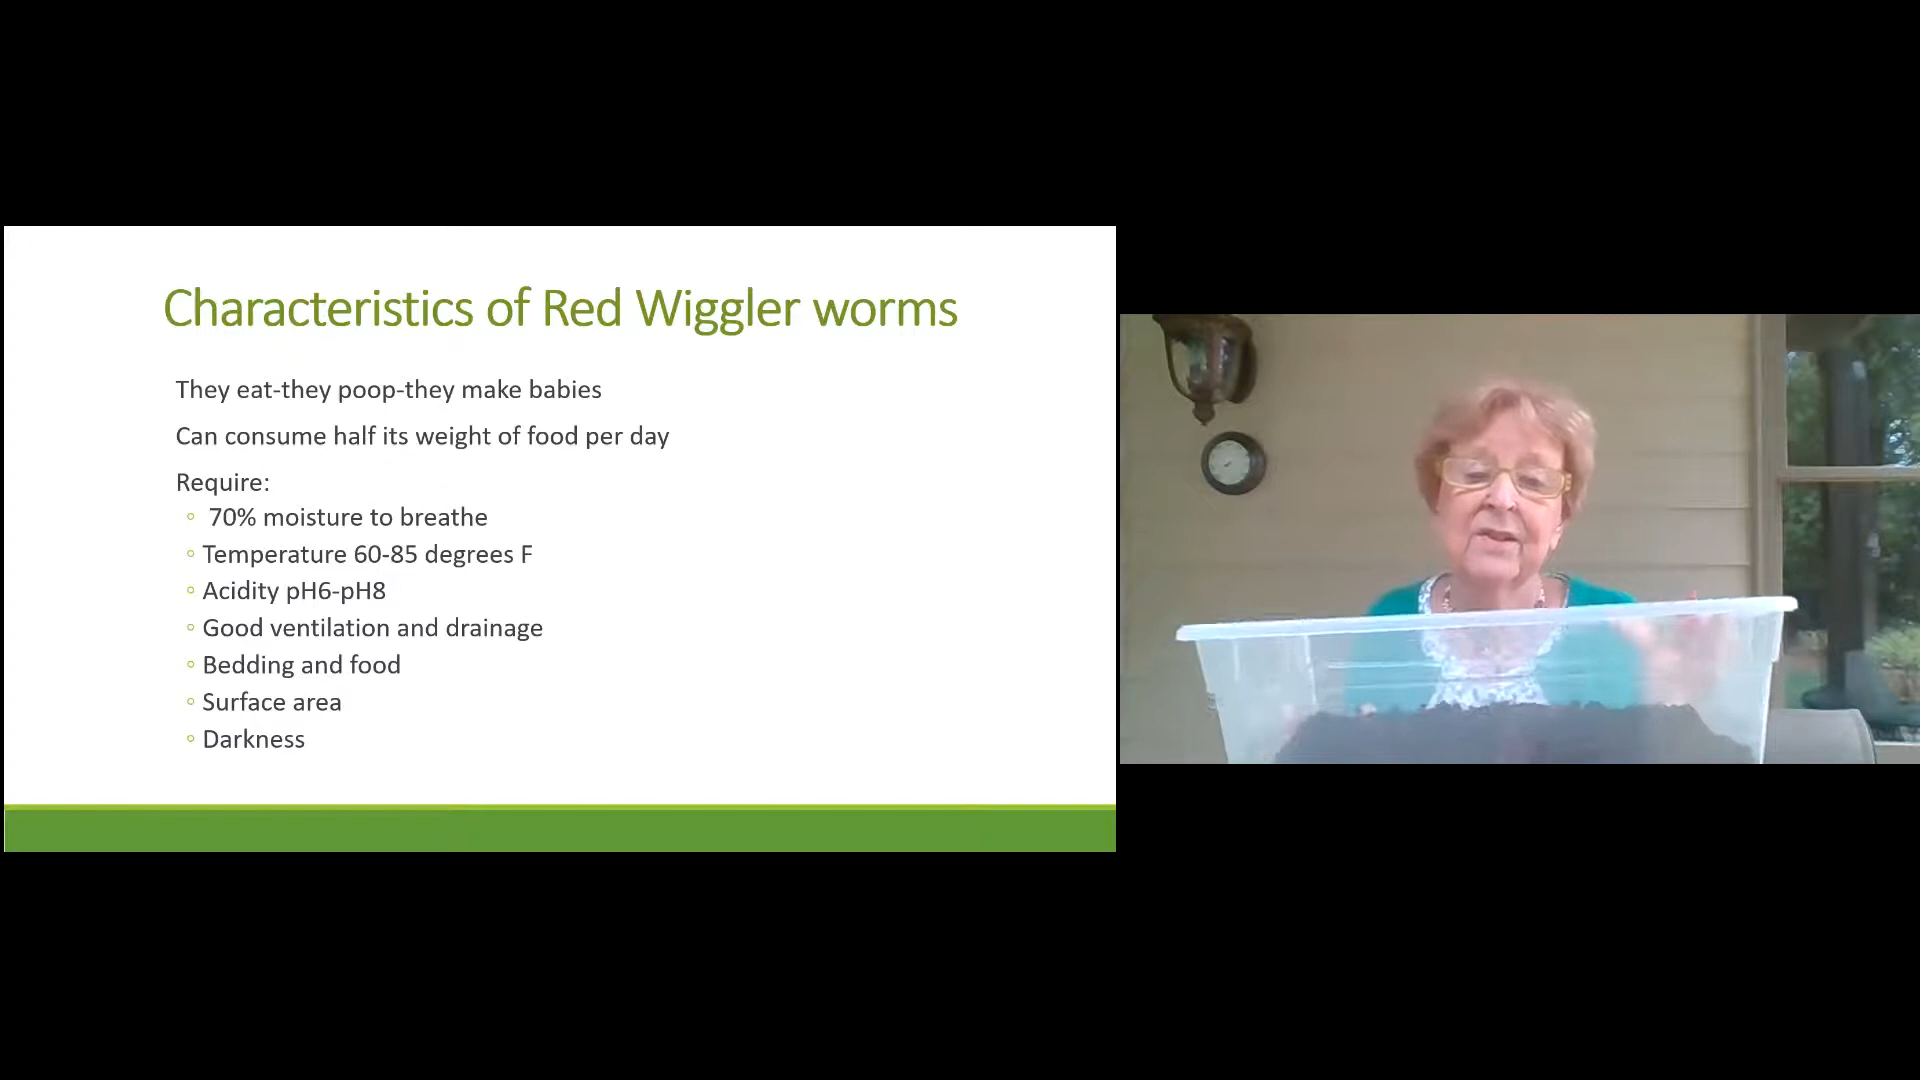 Characteristics of Red Wiggler worms
They eat-they poop-they make babies
Can consume half its weight of food per day
Require:
◦ 70% moisture to breathe
◦ Temperature 60-85 degrees F
◦ Acidity pH6-pH8
◦ Good ventilation and drainage
◦ Bedding and food
◦ Surface area
◦ Darkness